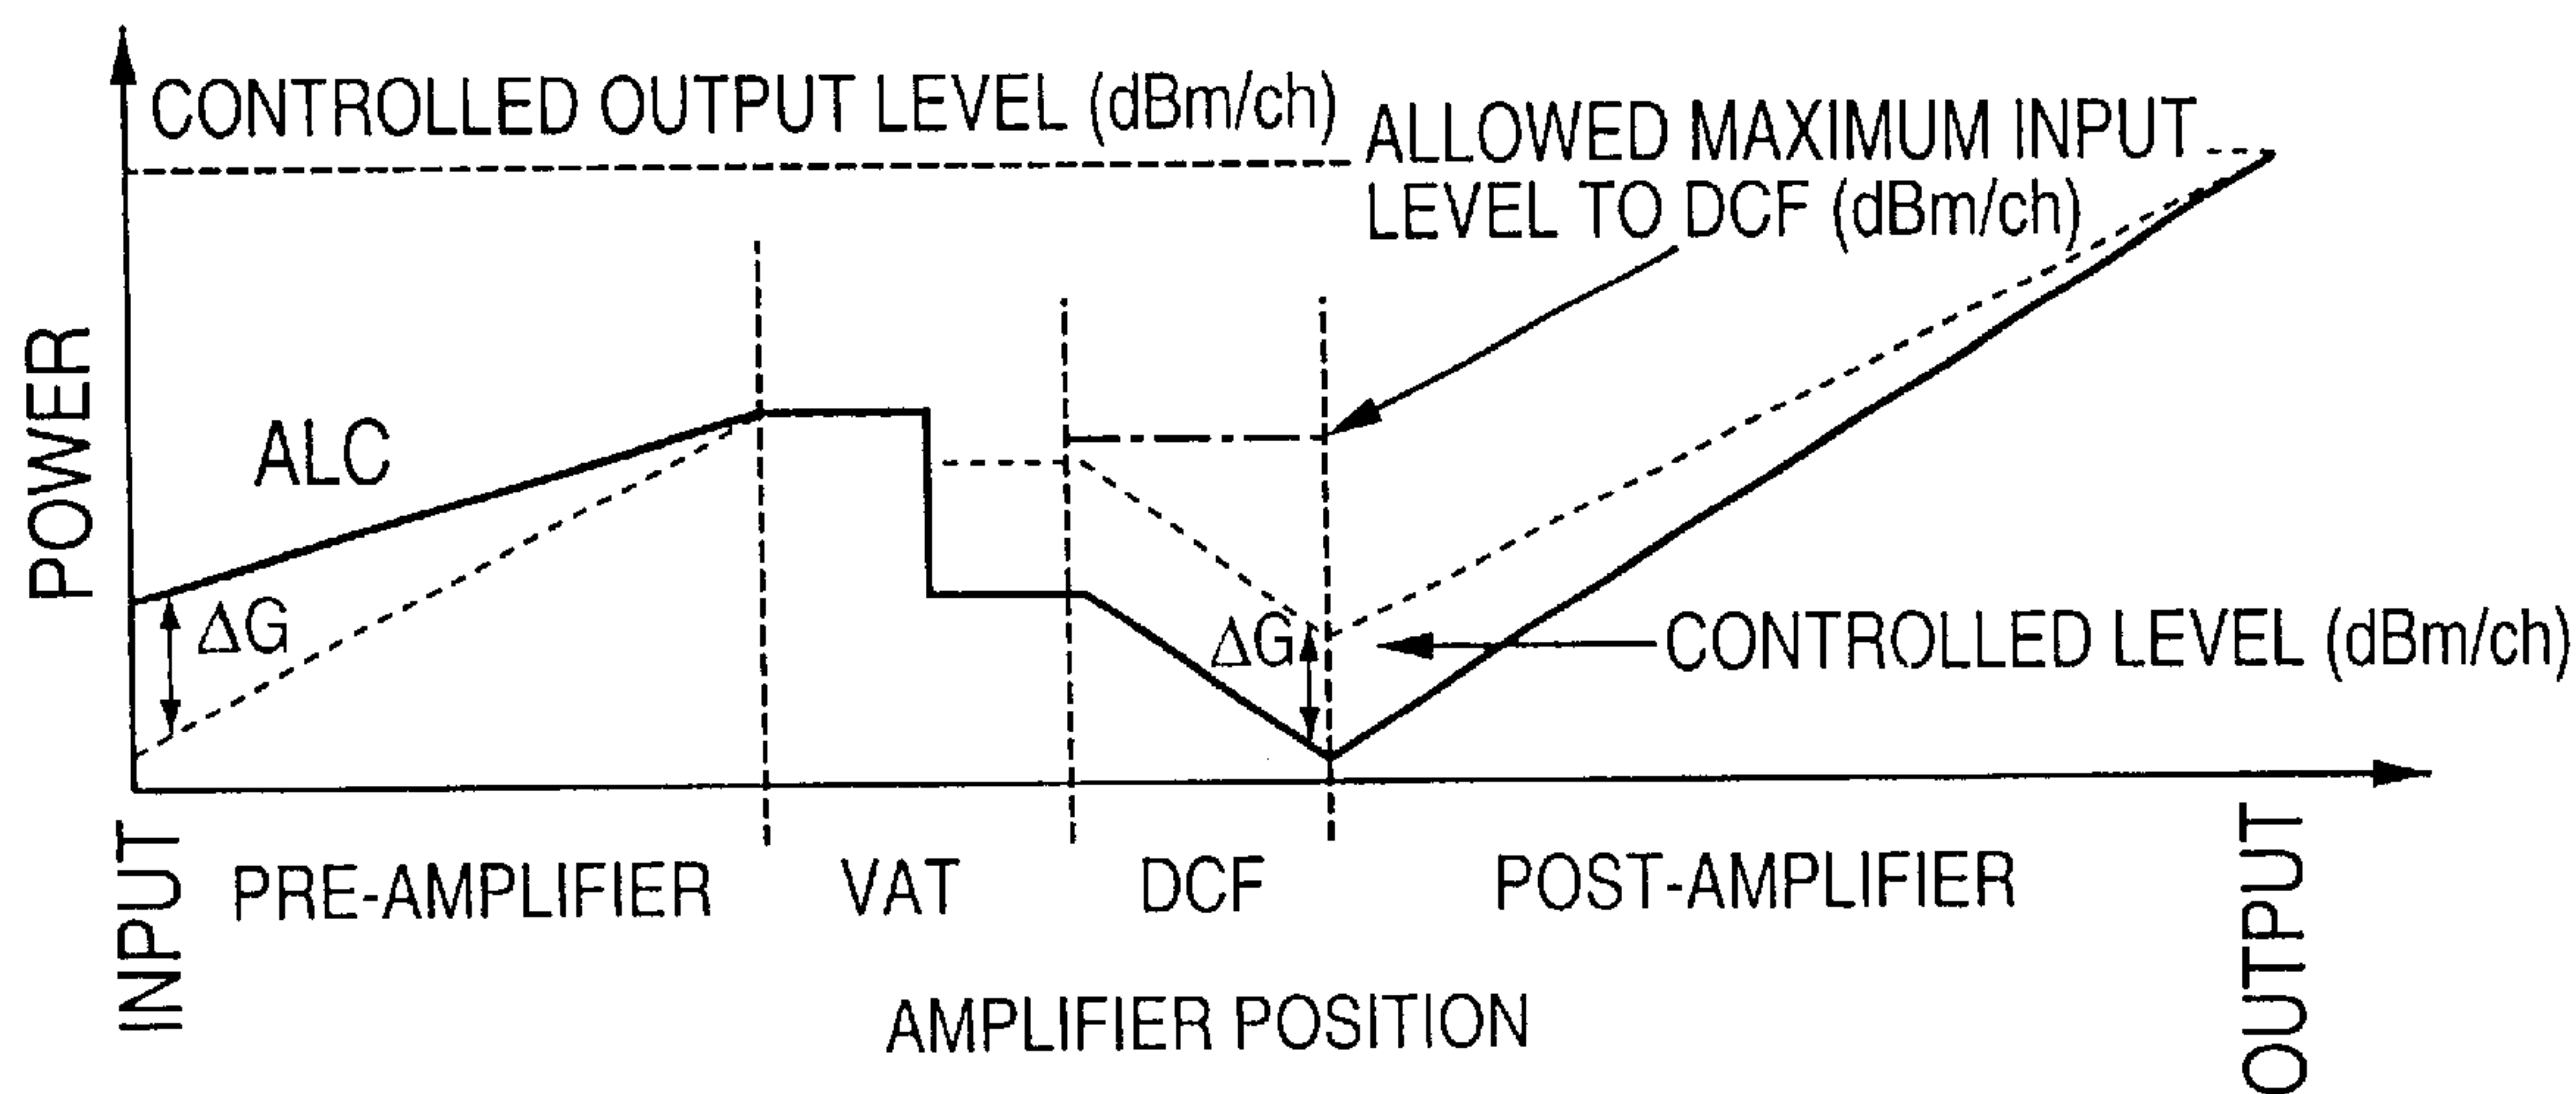 CONTROLLED OUTPUT LEVEL (dBm/ch)
ALLOWED MAXIMUM INPUT
LEVEL TO DCF (dBm/ch)
POWER
ALC
ΔG
ΔG
CONTROLLED LEVEL (dBm/ch)
INPUT
PRE-AMPLIFIER
VAT
DCF
POST-AMPLIFIER
OUTPUT
AMPLIFIER POSITION